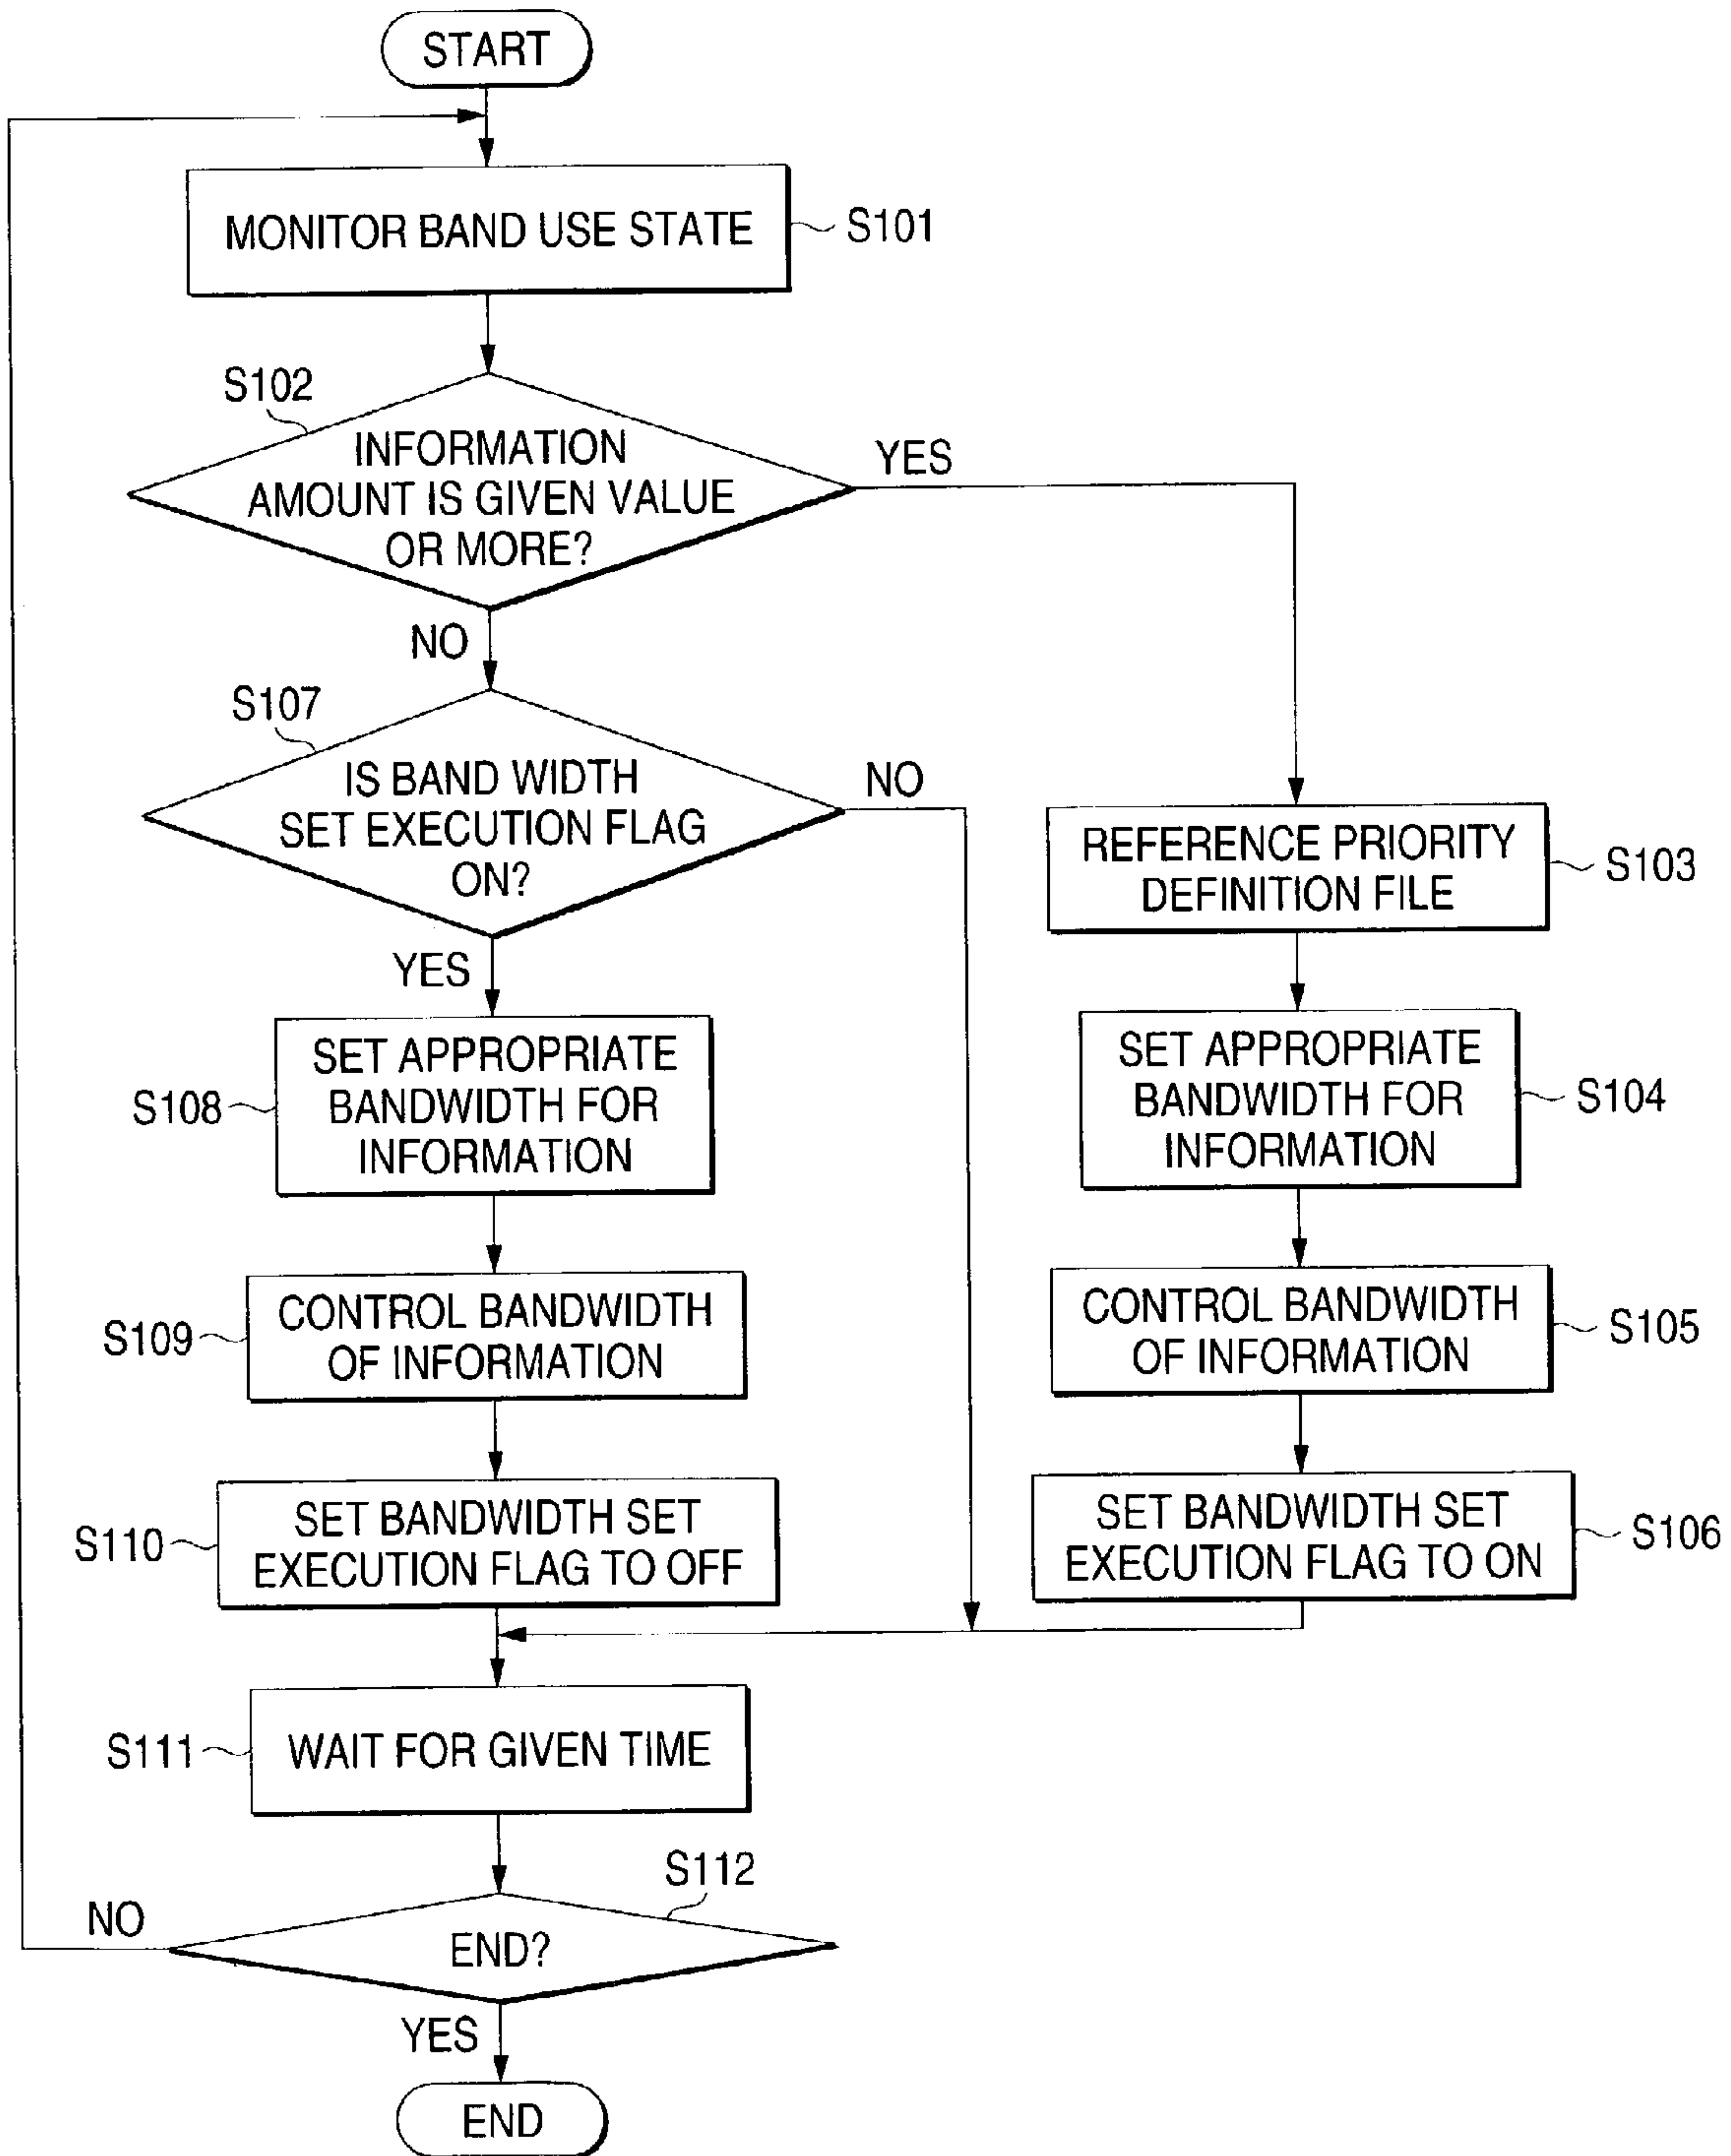 START
MONITOR BAND USE STATE
S101
S102
INFORMATION
AMOUNT IS GIVEN VALUE
OR MORE?
YES
NO
S107
IS BAND WIDTH
SET EXECUTION FLAG
ON?
NO
YES
REFERENCE PRIORITY
DEFINITION FILE
S103
S108
SET APPROPRIATE
BANDWIDTH FOR
INFORMATION
SET APPROPRIATE
BANDWIDTH FOR
INFORMATION
S104
S109
CONTROL BANDWIDTH
OF INFORMATION
CONTROL BANDWIDTH
OF INFORMATION
S105
S110
SET BANDWIDTH SET
EXECUTION FLAG TO OFF
SET BANDWIDTH SET
EXECUTION FLAG TO ON
S106
S111
WAIT FOR GIVEN TIME
S112
NO
END?
YES
END